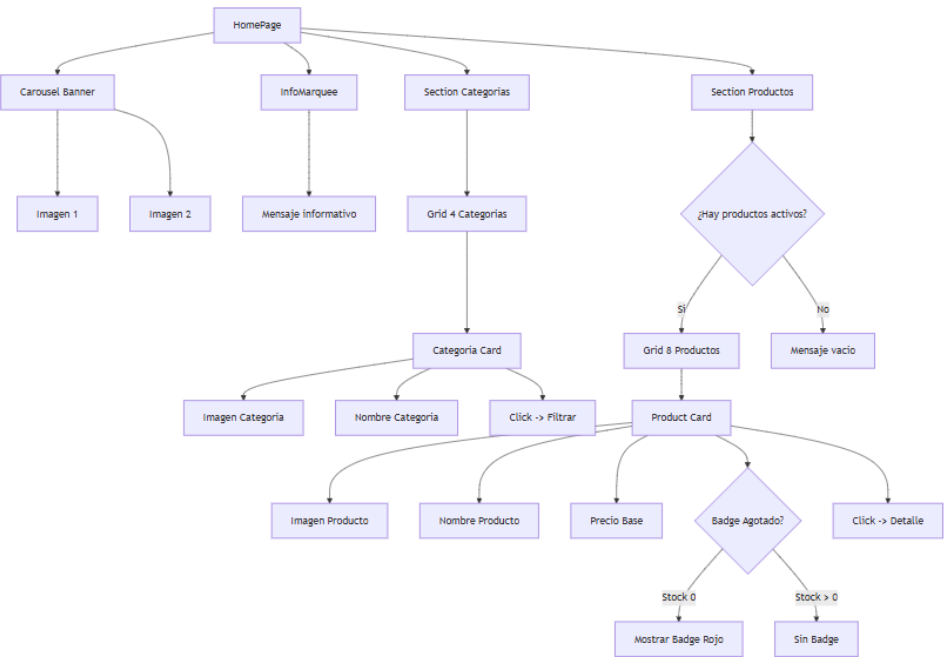 HomePage
Carousel Banner
InfoMarquee
Section Categorias
Section Productos
Imagen 1
Imagen 2
Mensaje informativo
Grid 4 Categorias
¿Hay productos activos?
Si
No
Categoria Card
Grid 8 Productos
Mensaje vacio
Imagen Categoria
Nombre Categoria
Click -> Filtrar
Product Card
Imagen Producto
Nombre Producto
Precio Base
Badge Agotado?
Click -> Detalle
Stock 0
Stock > 0
Mostrar Badge Rojo
Sin Badge